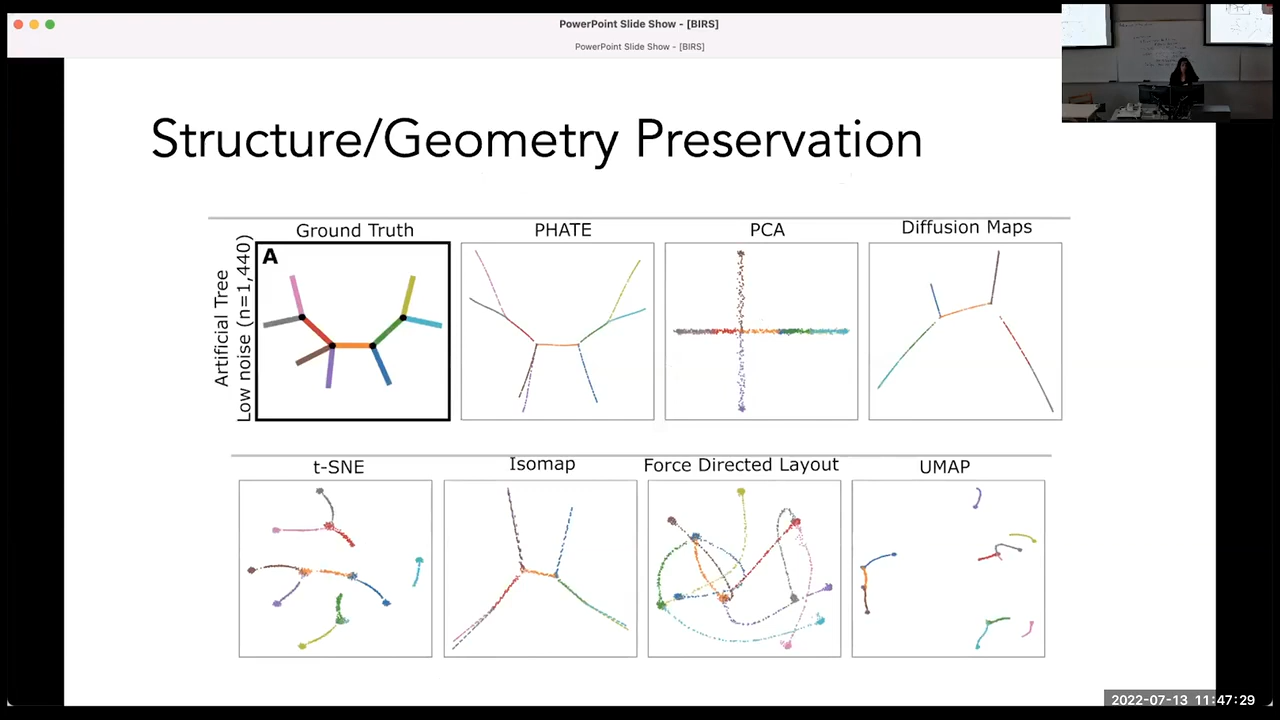 PowerPoint Slide Show - [BIRS]
PowerPoint Slide Show - [BIRS]
Structure/Geometry Preservation
Artificial Tree
Low noise (n=1,440)
Ground Truth
PHATE
PCA
Diffusion Maps
A
t-SNE
Isomap
Force Directed Layout
UMAP
2022-07-13 11:47:29